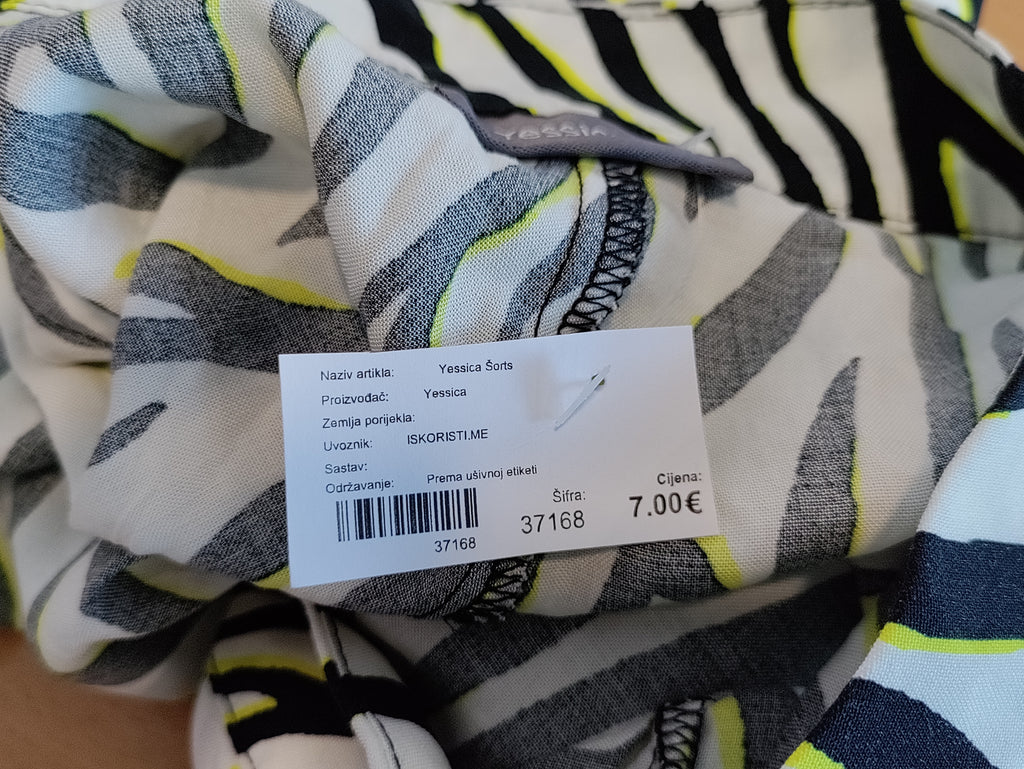 Yessica
Naziv artikla: Yessica Šorts
Proizvođač: Yessica
Zemlja porijekla:
Uvoznik: ISKORISTI.ME
Sastav:
Održavanje: Prema ušivnoj etiketi
Šifra: Cijena:
37168 7.00€
37168